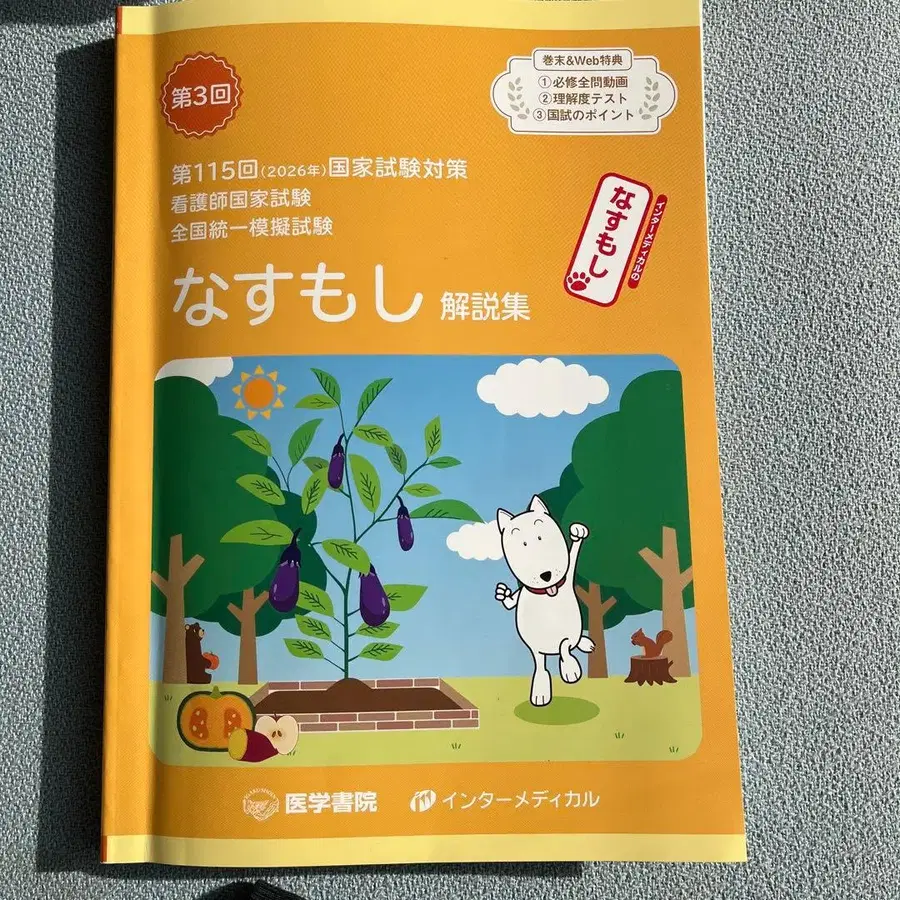 第3回
巻末&Web特典
①必修全問動画
②理解度テスト
③国試のポイント
第115回(2026年)国家試験対策
看護師国家試験
全国統一模擬試験
インターメディカルの
なすもし
なすもし 解説集
医学書院
インターメディカル